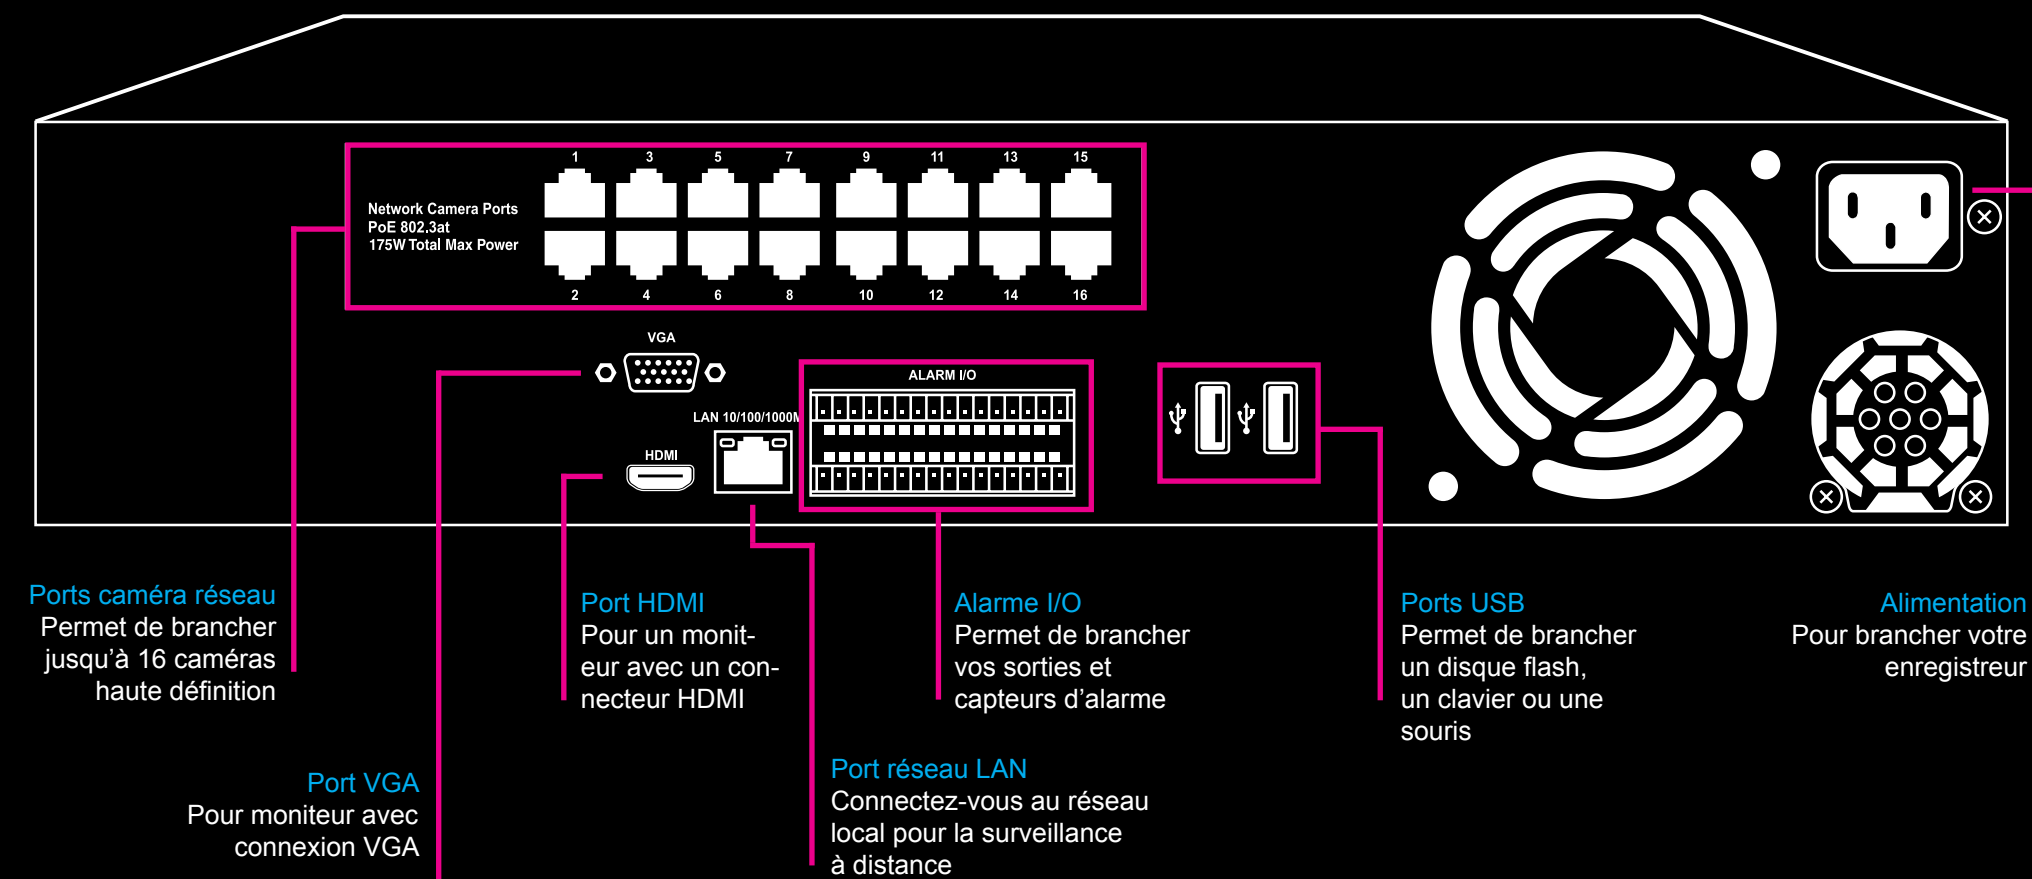 1 3 5 7 9 11 13 15
Network Camera Ports
PoE 802.3at
175W Total Max Power
2 4 6 8 10 12 14 16
VGA
ALARM I/O
LAN 10/100/1000M
HDMI
Ports caméra réseau
Permet de brancher
jusqu’à 16 caméras
haute définition
Port HDMI
Pour un monit-
eur avec un con-
necteur HDMI
Alarme I/O
Permet de brancher
vos sorties et
capteurs d’alarme
Ports USB
Permet de brancher
un disque flash,
un clavier ou une
souris
Alimentation
Pour brancher votre
enregistreur
Port VGA
Pour moniteur avec
connexion VGA
Port réseau LAN
Connectez-vous au réseau
local pour la surveillance
à distance